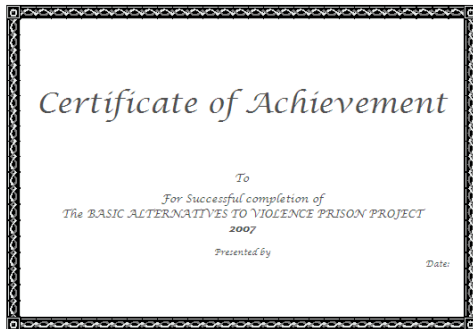 Certificate of Achievement
To
For Successful completion of
The BASIC ALTERNATIVES TO VIOLENCE PRISON PROJECT
2007
Presented by
Date: